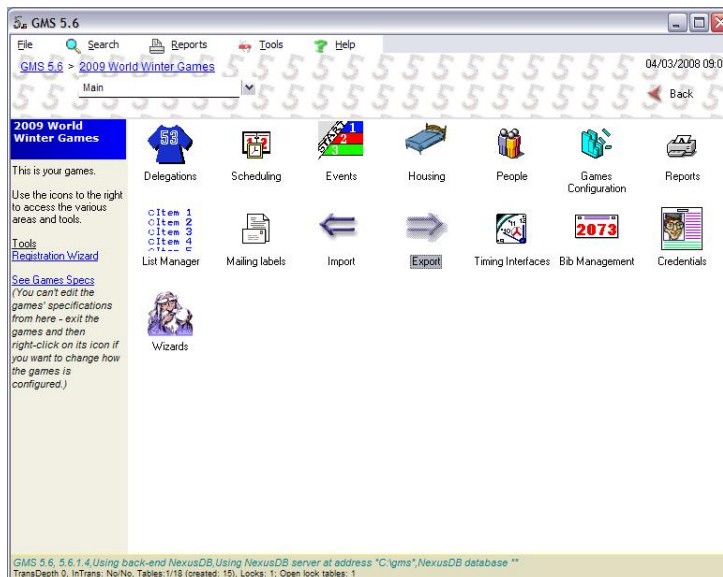 GMS 5.6
File Search Reports Tools Help
GMS 5.6 > 2009 World Winter Games
04/03/2008 09:0
Main
Back
2009 World
Winter Games
This is your games.
Use the icons to the right
to access the various
areas and tools.
Tools
Registration Wizard
See Games Specs
(You can't edit the
games' specifications
from here - exit the
games and then
right-click on its icon if
you want to change how
the games is
configured.)
53
Delegations
Scheduling
START 1
2
3
Events
Housing
People
Games
Configuration
Reports
Item 1
Item 2
Item 3
Item 4
List Manager
Mailing labels
Import
Export
Timing Interfaces
2073
Bib Management
Credentials
Wizards
GMS 5.6, 5.6.1.4,Using back-end NexusDB,Using NexusDB server at address "C:\gms",NexusDB database ""
TransDepth 0, InTrans: No/No, Tables:1/18 (created: 15), Locks: 1; Open lock tables: 1